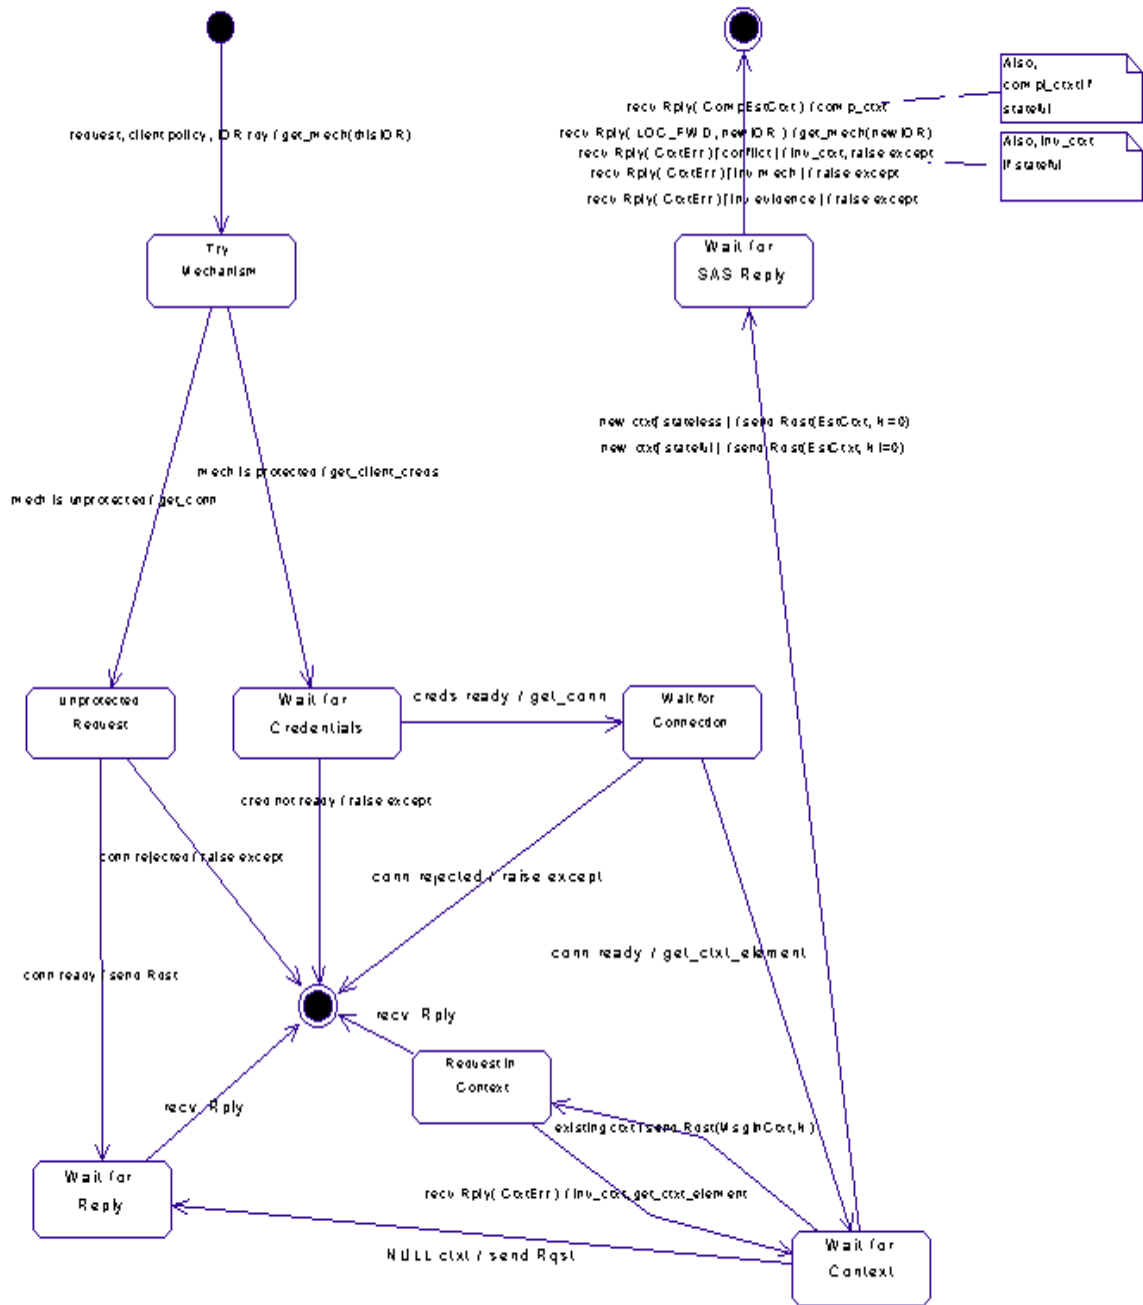 Also,
compl_ctxt if
stateful
recv Rply( CompEstCtxt ) / comp_ctxt
request, client policy, IOR rdy / get_mech(this IOR)
recv Rply( LOC_FWD, new IOR ) / get_mech(new IOR)
recv Rply( CtxtErr ) [ conflict ] / inv_ctxt, raise except
recv Rply( CtxtErr ) [ inv mech ] / raise except
recv Rply( CtxtErr ) [ inv evidence ] / raise except
Also, inv_ctxt
if stateful
Try
Mechanism
Wait for
SAS Reply
new ctxt[ stateless ] / send Rqst(EstCtxt, k=0)
new ctxt[ stateful ] / send Rqst(EstCtxt, k!=0)
mech is protected / get_client_creds
mech is unprotected / get_conn
unprotected
Request
Wait for
Credentials
creds ready / get_conn
Wait for
Connection
cred not ready / raise except
conn rejected / raise except
conn rejected / raise except
conn ready / get_ctxt_element
conn ready / send Rqst
recv Rply
Request in
Context
recv Rply
existing ctxt / send Rqst(MsgInCtxt, k )
Wait for
Reply
recv Rply( CtxtErr ) / inv_ctxt, get_ctxt_element
NULL ctxt / send Rqst
Wait for
Context